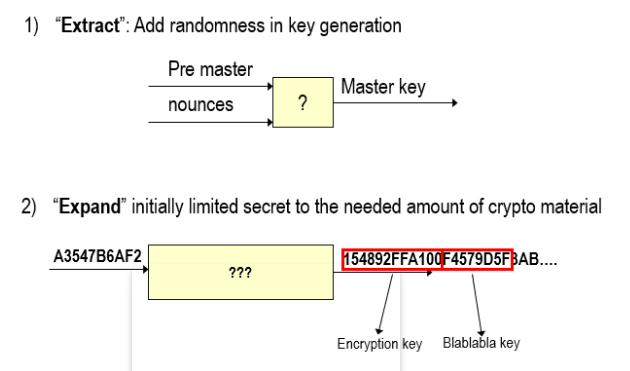 1) “Extract”: Add randomness in key generation
Pre master
nounces
?
Master key
2) “Expand” initially limited secret to the needed amount of crypto material
A3547B6AF2
???
154892FFA100F4579D5F3AB....
Encryption key
Blablabla key